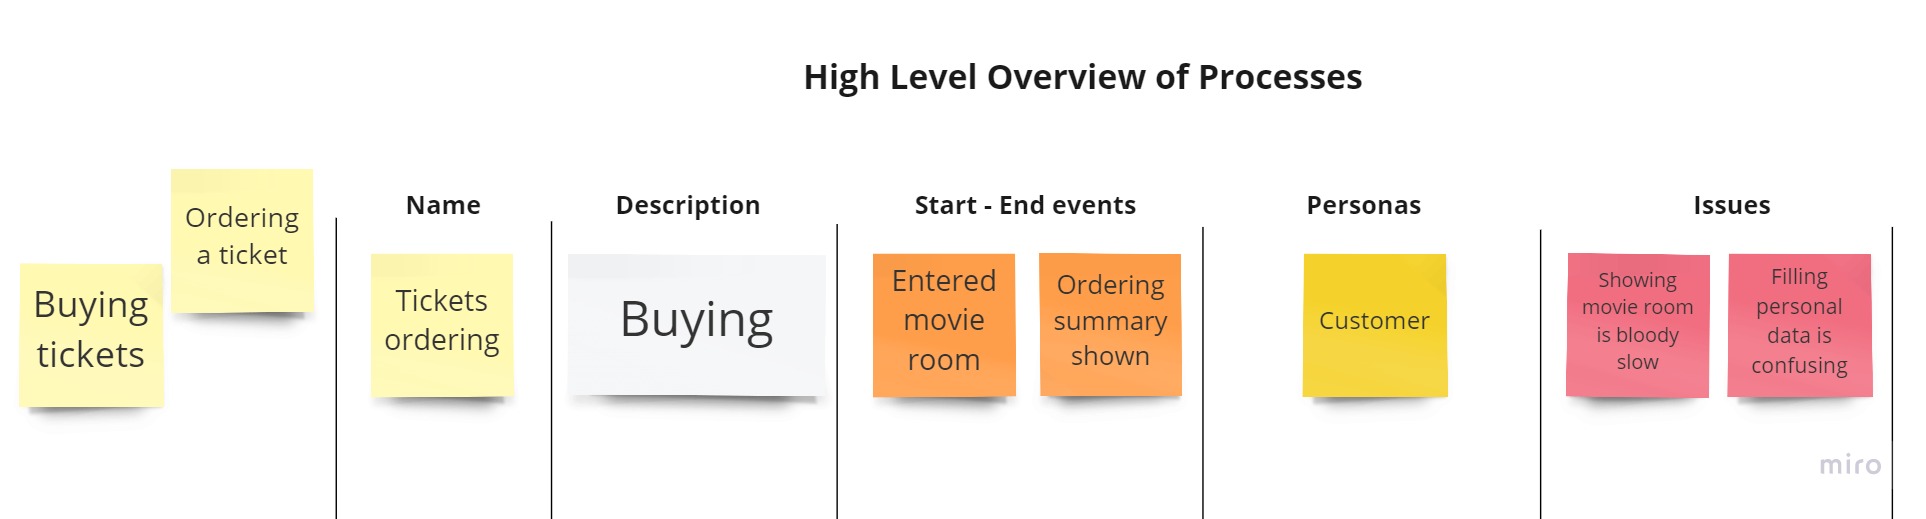 High Level Overview of Processes
Ordering
a ticket
Buying
tickets
Name
Tickets
ordering
Description
Buying
Start - End events
Entered
movie
room
Ordering
summary
shown
Personas
Customer
Issues
Showing
movie room
is bloody
slow
Filling
personal
data is
confusing
miro